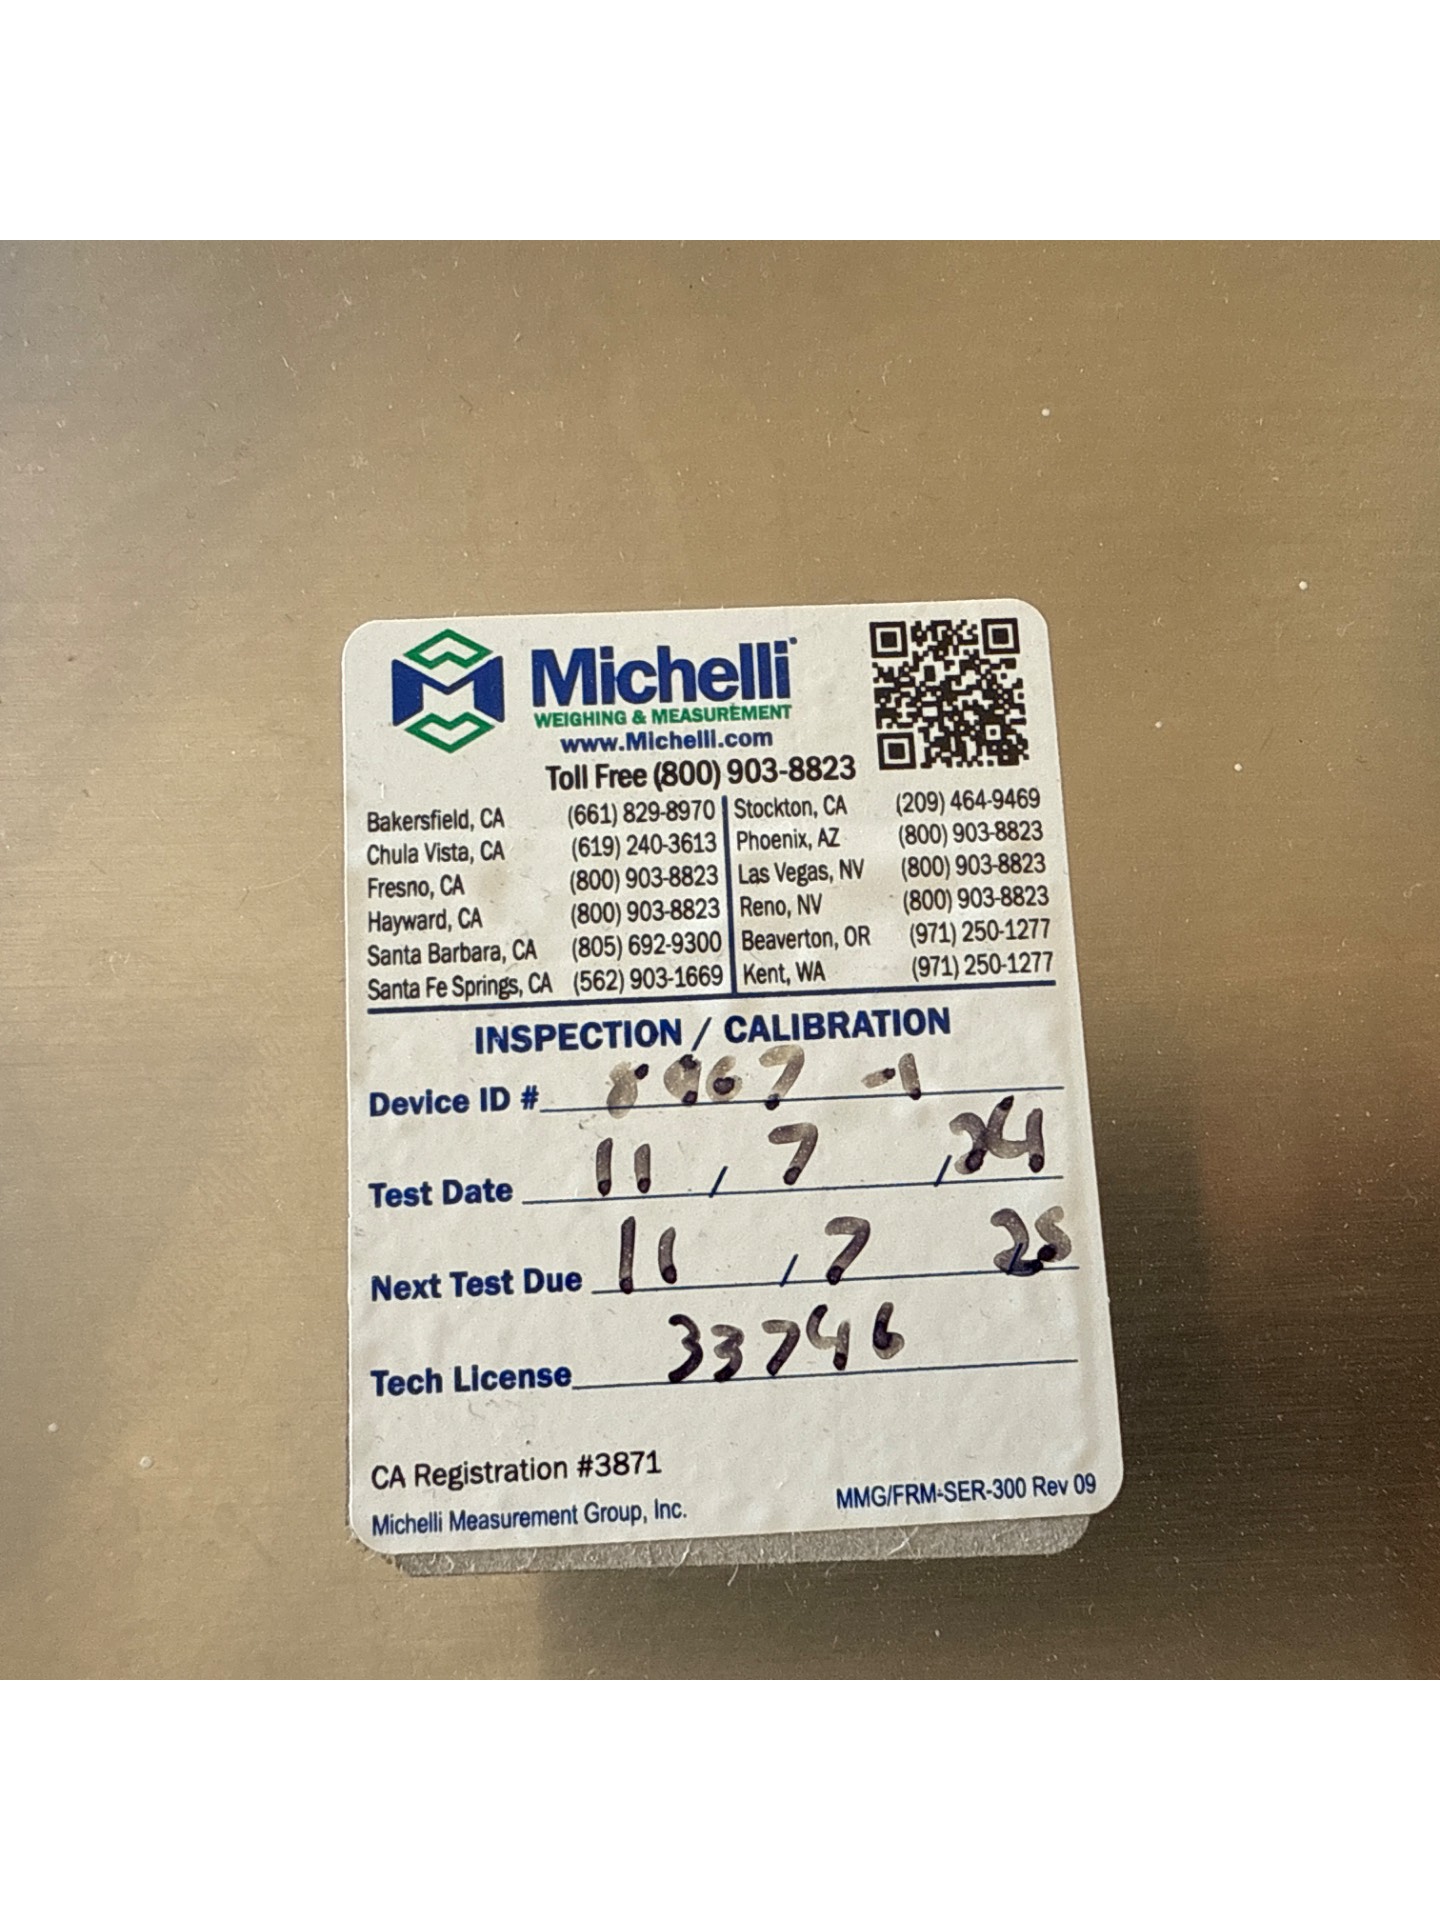 Michelli
WEIGHING & MEASUREMENT
www.Michelli.com
Toll Free (800) 903-8823
Bakersfield, CA (661) 829-8970
Chula Vista, CA (619) 240-3613
Fresno, CA (800) 903-8823
Hayward, CA (800) 903-8823
Santa Barbara, CA (805) 692-9300
Santa Fe Springs, CA (562) 903-1669
Stockton, CA (209) 464-9469
Phoenix, AZ (800) 903-8823
Las Vegas, NV (800) 903-8823
Reno, NV (800) 903-8823
Beaverton, OR (971) 250-1277
Kent, WA (971) 250-1277
INSPECTION / CALIBRATION
Device ID #
Test Date 11 / 7 / 24
Next Test Due 11 / 7 / 25
Tech License 33746
CA Registration #3871
Michelli Measurement Group, Inc.
MMG/FRM-SER-300 Rev 09